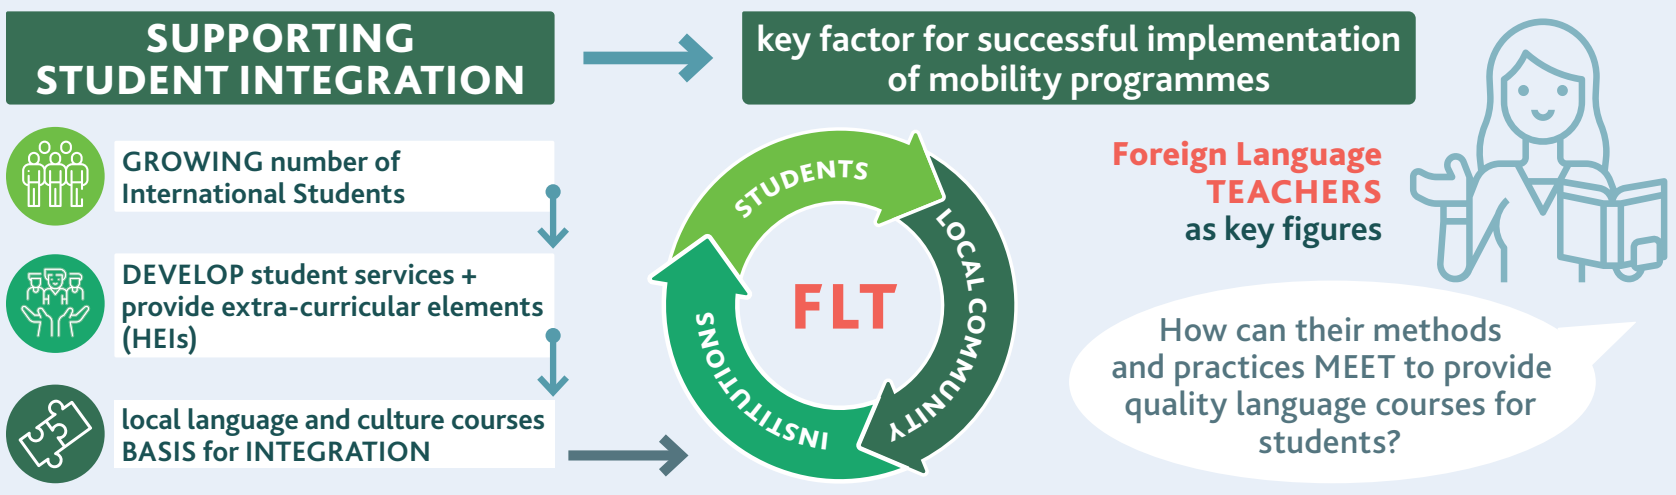 SUPPORTING
STUDENT INTEGRATION
key factor for successful implementation
of mobility programmes
GROWING number of
International Students
DEVELOP student services +
provide extra-curricular elements
(HEIs)
local language and culture courses
BASIS for INTEGRATION
STUDENTS
LOCAL COMMUNITY
INSTITUTIONS
FLT
Foreign Language
TEACHERS
as key figures
How can their methods
and practices MEET to provide
quality language courses for
students?